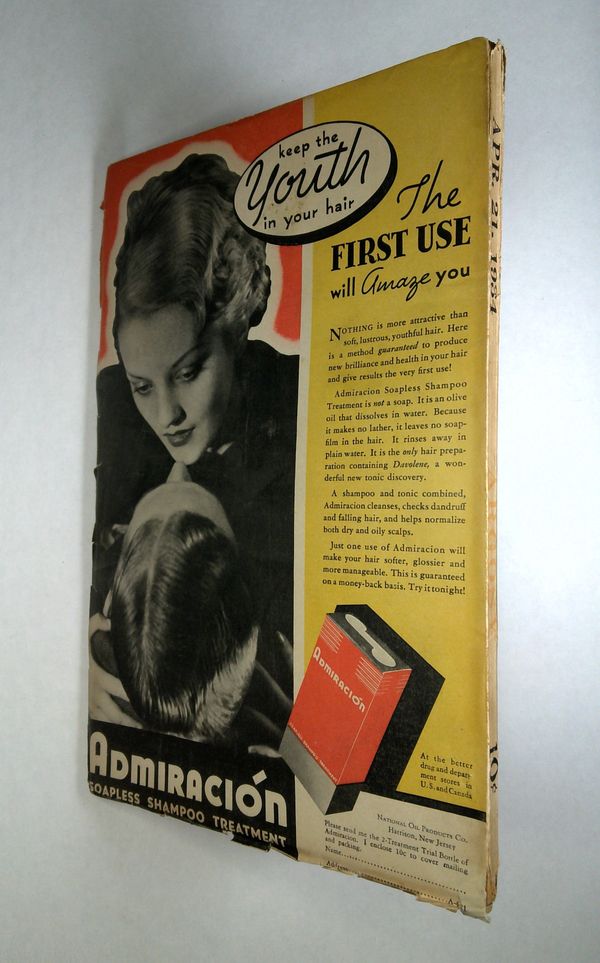 keep the
Youth
in your hair
The
FIRST USE
will Amaze you
NOTHING is more attractive than
soft, lustrous, youthful hair. Here
is a method guaranteed to produce
new brilliance and health in your hair
and give results the very first use!
Admiracion Soapless Shampoo
Treatment is not a soap. It is an olive
oil that dissolves in water. Because
it makes no lather, it leaves no soap-
film in the hair. It rinses away in
plain water. It is the only hair prepa-
ration containing Davolene, a won-
derful new tonic discovery.
A shampoo and tonic combined,
Admiracion cleanses, checks dandruff
and falling hair, and helps normalize
both dry and oily scalps.
Just one use of Admiracion will
make your hair softer, glossier and
more manageable. This is guaranteed
on a money-back basis. Try it tonight!
ADMIRACIÓN
At the better
drug and depart-
ment stores in
U.S. and Canada
ADMIRACIÓN
SOAPLESS SHAMPOO TREATMENT
NATIONAL OIL PRODUCTS CO.
Harrison, New Jersey
Please send me the 2-Treatment Trial Bottle of
Admiracion. I enclose 10c to cover mailing
and packing.
Name
Address
APR. 21, 1934
10¢